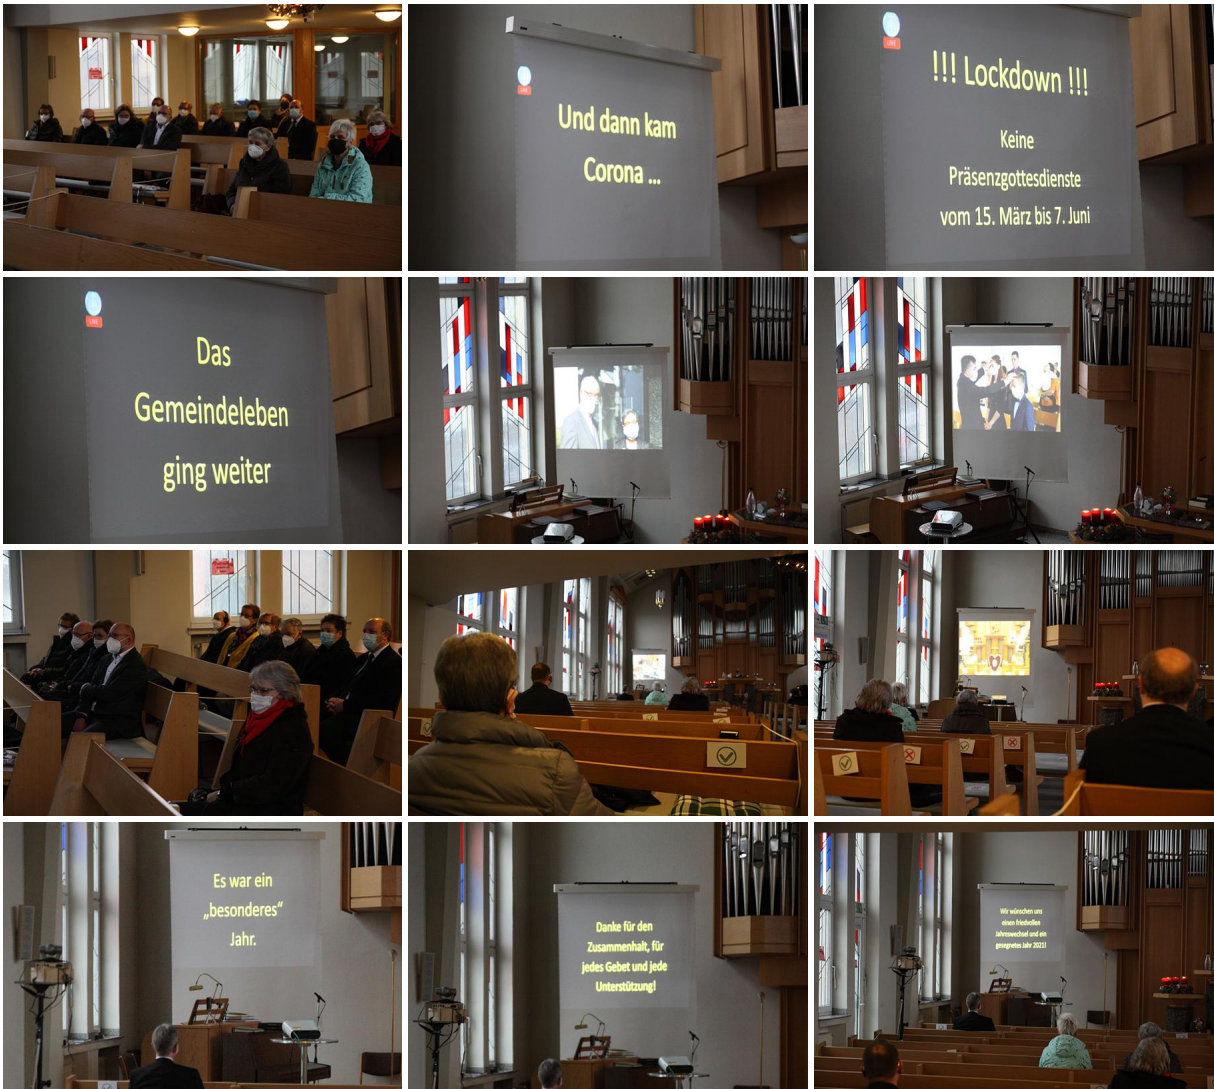 Und dann kam
Corona ...
LIVE
!!! Lockdown !!!
Keine
Präsenzgottesdienste
vom 15. März bis 7. Juni
LIVE
Das
Gemeindeleben
ging weiter
Es war ein
„besonderes“
Jahr.
Danke für den
Zusammenhalt, für
jedes Gebet und jede
Unterstützung!
Wir wünschen uns
einen friedvollen
Jahreswechsel und ein
gesegnetes Jahr 2021!